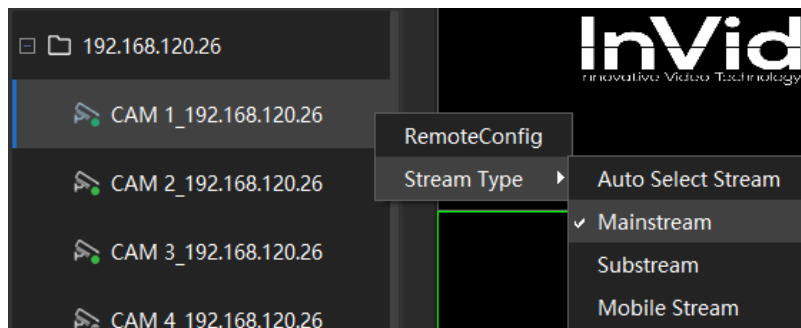 192.168.120.26
InVid
Innovative Video Technology
CAM 1_192.168.120.26
RemoteConfig
CAM 2_192.168.120.26
Stream Type
Auto Select Stream
Mainstream
CAM 3_192.168.120.26
Substream
Mobile Stream
CAM 4_192.168.120.26